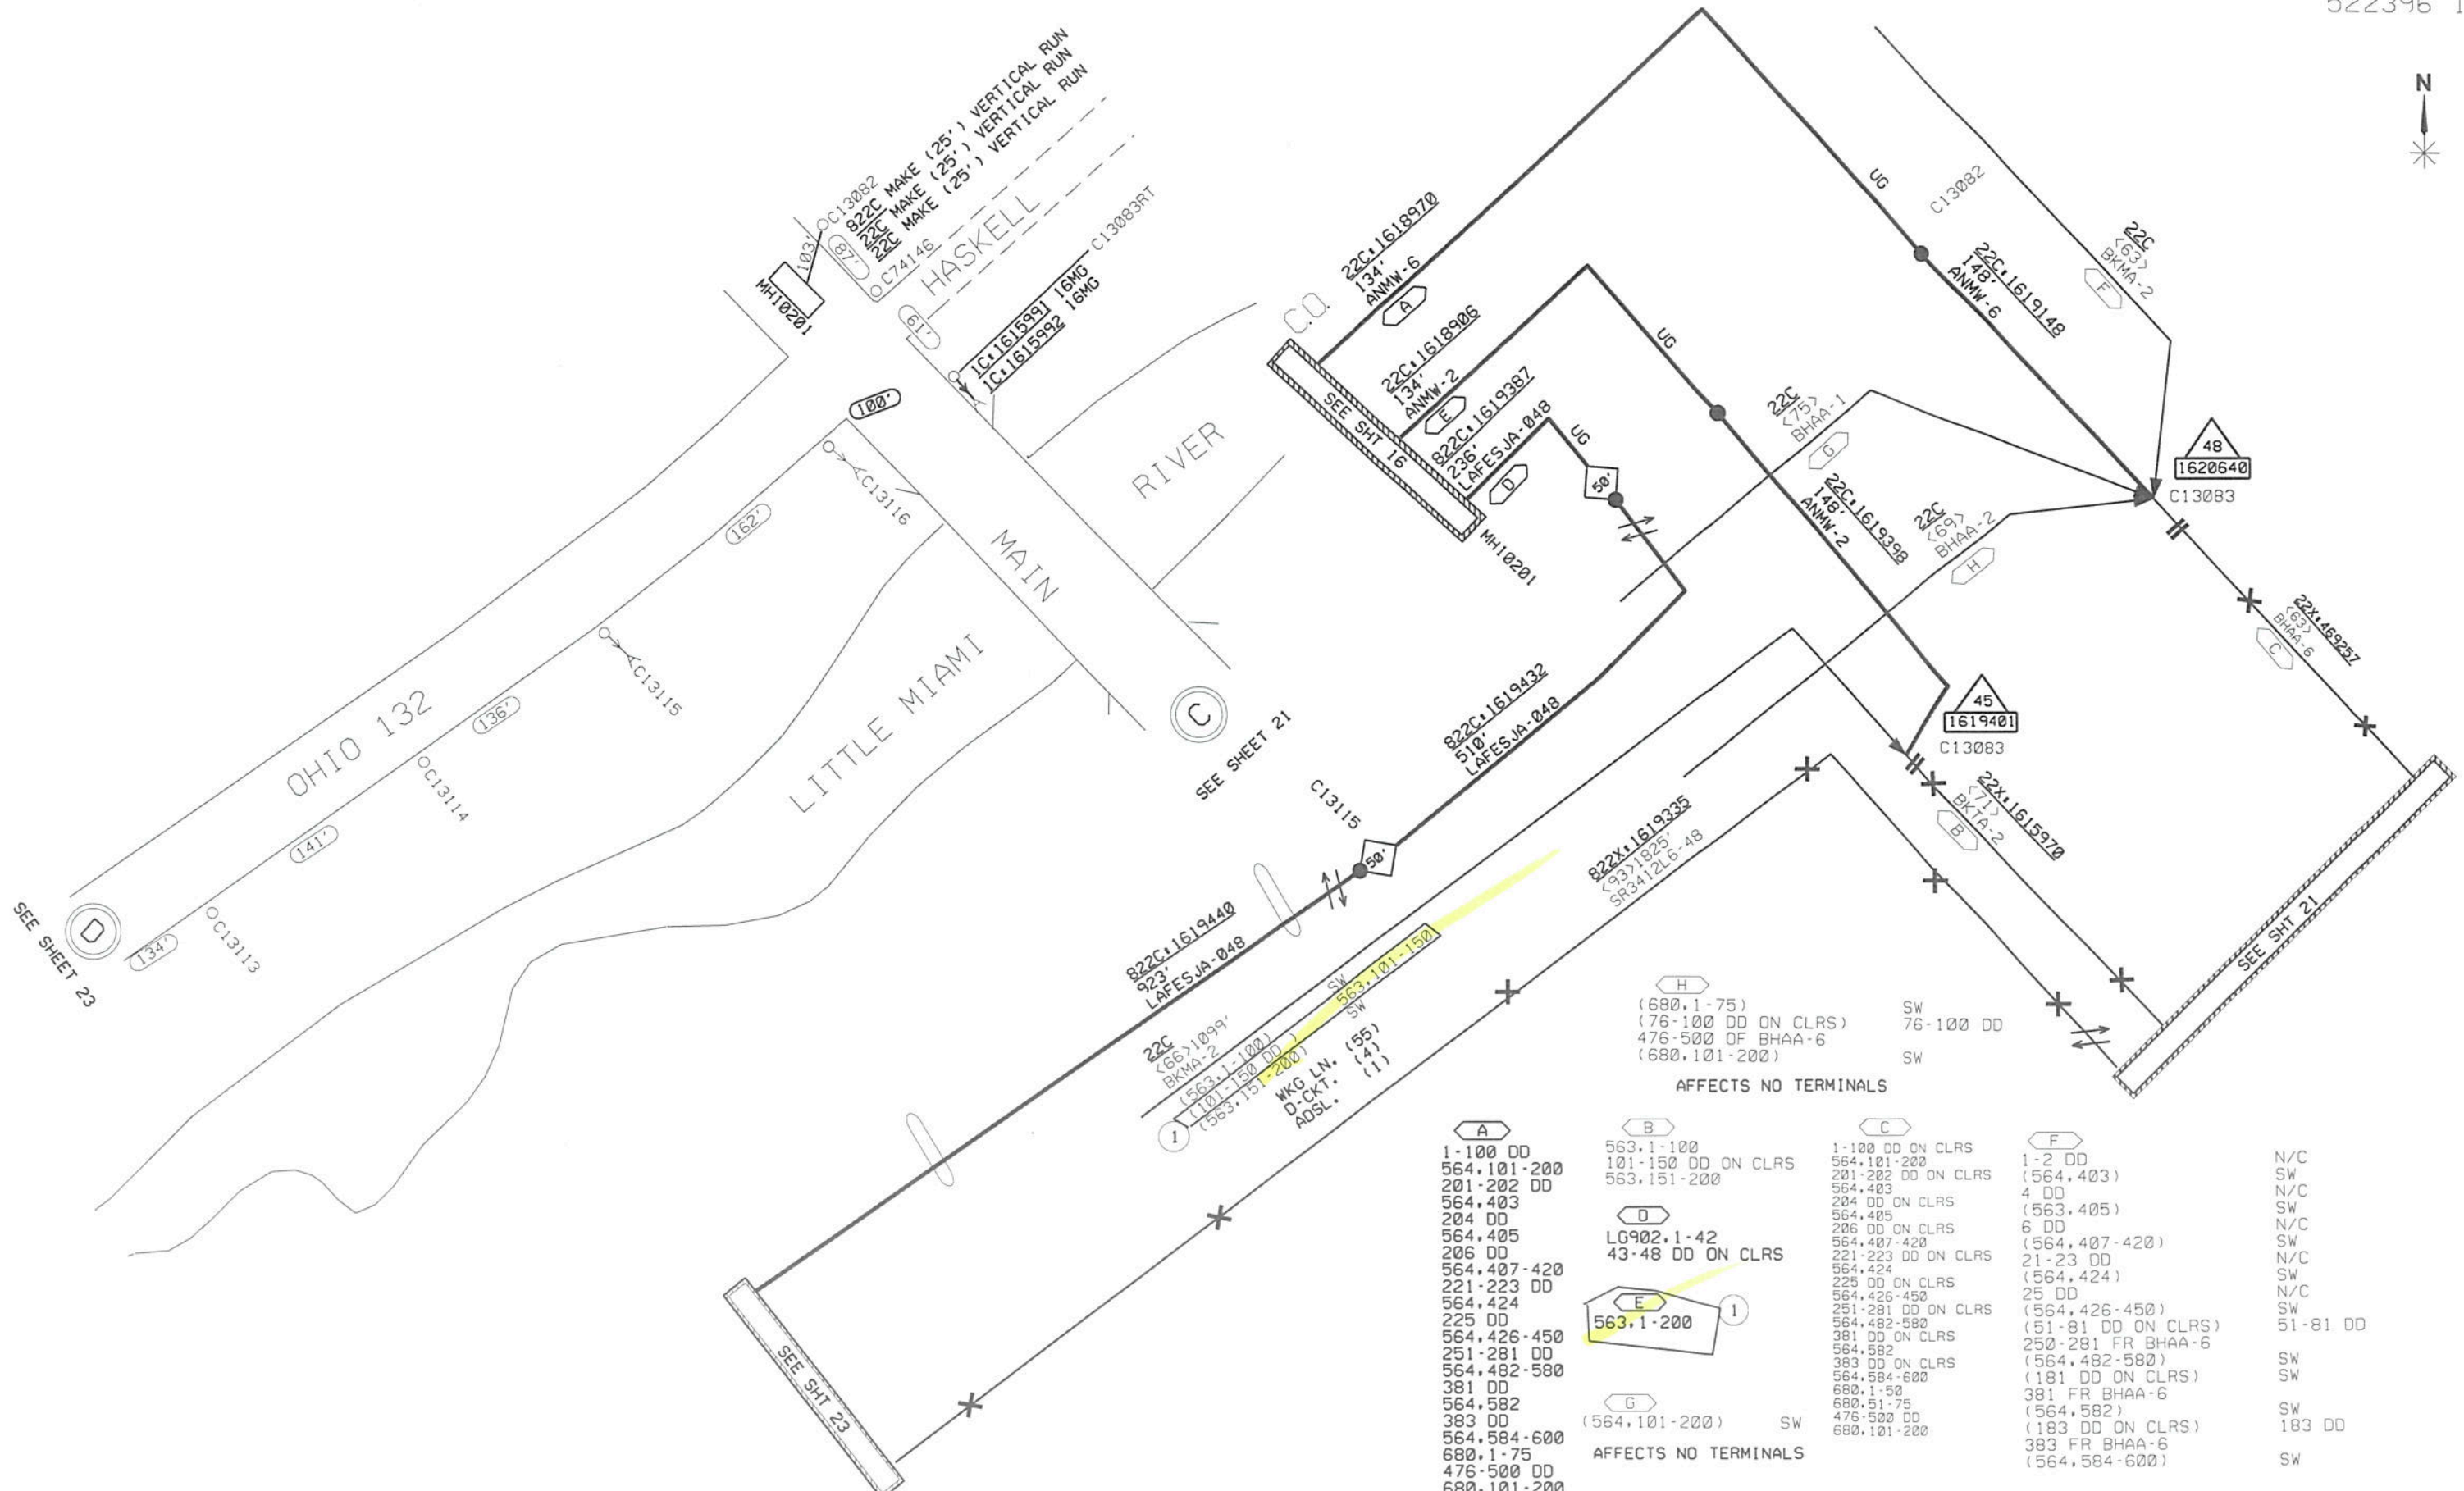 N
822C MAKE (25') VERTICAL RUN
22C MAKE (25') VERTICAL RUN
22C MAKE (25') VERTICAL RUN
C13082
103'
87'
C74146
MH10201
HASKELL
61'
1C:1615991 16MG
1C:1615992 16MG
C13083RT
100'
C13116
162'
RIVER
MAIN
C13115
136'
OHIO 132
C13114
LITTLE MIAMI
141'
C13113
134'
D
SEE SHEET 23
C
SEE SHEET 21
C.O.
SEE SHT 16
MH10201
22C:1618970
134'
ANMW-6
A
22C:1618906
134'
ANMW-2
E
822C:1619387
236'
LAFESJA-048
D
UG
50'
UG
UG
C13082
22C:1619148
148'
ANMW-6
22C
<63>
BKMA-2
F
22C
<75>
BHAA-1
G
22C:1619398
148'
ANMW-2
22C
<69>
BHAA-2
H
48
1620640
C13083
22X:469257
<63>
BHAA-6
C
45
1619401
C13083
22X:1615970
<71>
BKTA-2
B
SEE SHT 21
822C:1619432
510'
LAFESJA-048
C13115
50'
822X:1619335
<93>1825'
SR3412L6-48
822C:1619440
923'
LAFESJA-048
22C
<66>1099'
BKMA-2
(563,1-100) SW
(101-150 DD ) 563,101-150
(563,151-200) SW
1
WKG LN. (55)
D-CKT. (4)
ADSL. (1)
SEE SHT 23
H
(680,1-75) SW
(76-100 DD ON CLRS) 76-100 DD
476-500 OF BHAA-6
(680,101-200) SW
AFFECTS NO TERMINALS
A
1-100 DD
564,101-200
201-202 DD
564,403
204 DD
564,405
206 DD
564,407-420
221-223 DD
564,424
225 DD
564,426-450
251-281 DD
564,482-580
381 DD
564,582
383 DD
564,584-600
680,1-75
476-500 DD
680,101-200
B
563,1-100
101-150 DD ON CLRS
563,151-200
D
LG902,1-42
43-48 DD ON CLRS
E
563,1-200
1
G
(564,101-200) SW
AFFECTS NO TERMINALS
C
1-100 DD ON CLRS
564,101-200
201-202 DD ON CLRS
564,403
204 DD ON CLRS
564,405
206 DD ON CLRS
564,407-420
221-223 DD ON CLRS
564,424
225 DD ON CLRS
564,426-450
251-281 DD ON CLRS
564,482-580
381 DD ON CLRS
564,582
383 DD ON CLRS
564,584-600
680,1-50
680,51-75
476-500 DD
680,101-200
F
1-2 DD N/C
(564,403) SW
4 DD N/C
(563,405) SW
6 DD N/C
(564,407-420) SW
21-23 DD N/C
(564,424) SW
25 DD N/C
(564,426-450) SW
(51-81 DD ON CLRS) 51-81 DD
250-281 FR BHAA-6
(564,482-580) SW
(181 DD ON CLRS) SW
381 FR BHAA-6
(564,582) SW
(183 DD ON CLRS) 183 DD
383 FR BHAA-6
(564,584-600) SW